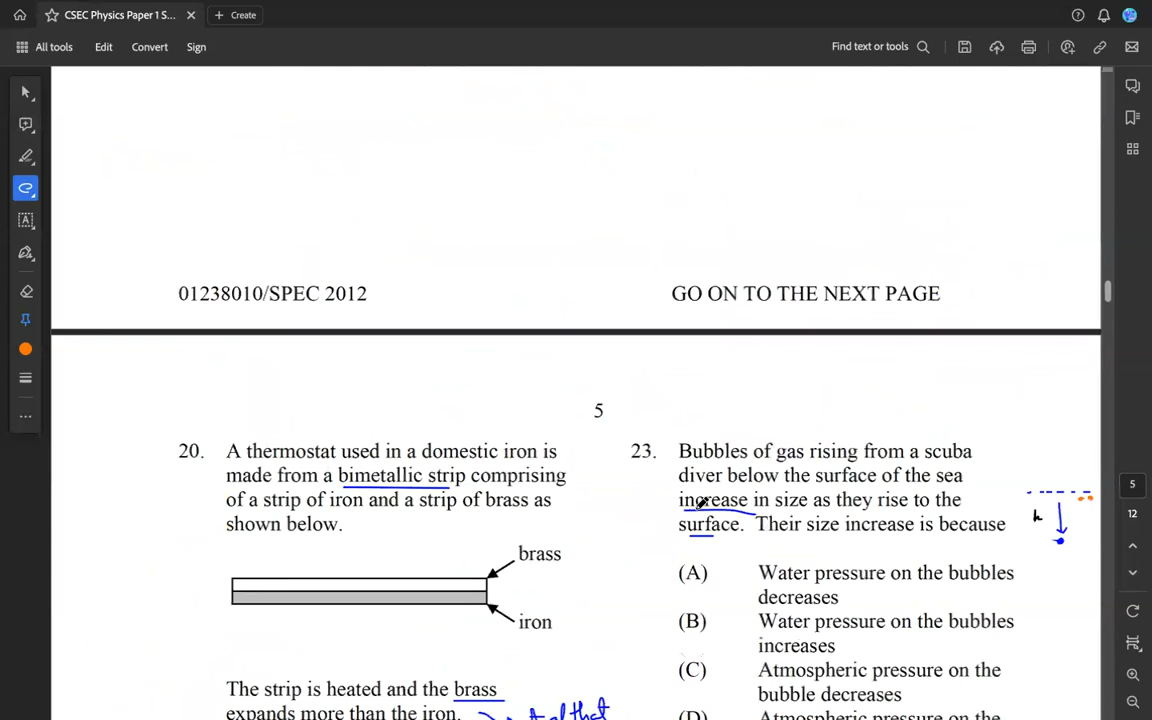 CSEC Physics Paper 1 S...
Create
All tools
Edit
Convert
Sign
Find text or tools
01238010/SPEC 2012
GO ON TO THE NEXT PAGE
5
20. A thermostat used in a domestic iron is
made from a bimetallic strip comprising
of a strip of iron and a strip of brass as
shown below.
brass
iron
The strip is heated and the brass
expands more than the iron.
that
23. Bubbles of gas rising from a scuba
diver below the surface of the sea
increase in size as they rise to the
surface. Their size increase is because
h
(A) Water pressure on the bubbles
decreases
(B) Water pressure on the bubbles
increases
(C) Atmospheric pressure on the
bubble decreases
(D) Atmospheric pressure on the
5
12